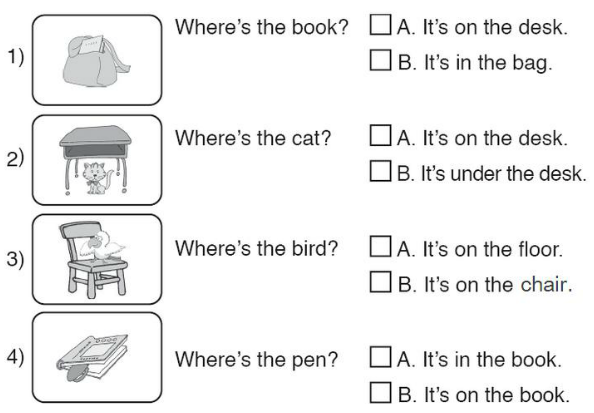 1) Where's the book? A. It's on the desk.
B. It's in the bag.
2) Where's the cat? A. It's on the desk.
B. It's under the desk.
3) Where's the bird? A. It's on the floor.
B. It's on the chair.
4) Where's the pen? A. It's in the book.
B. It's on the book.